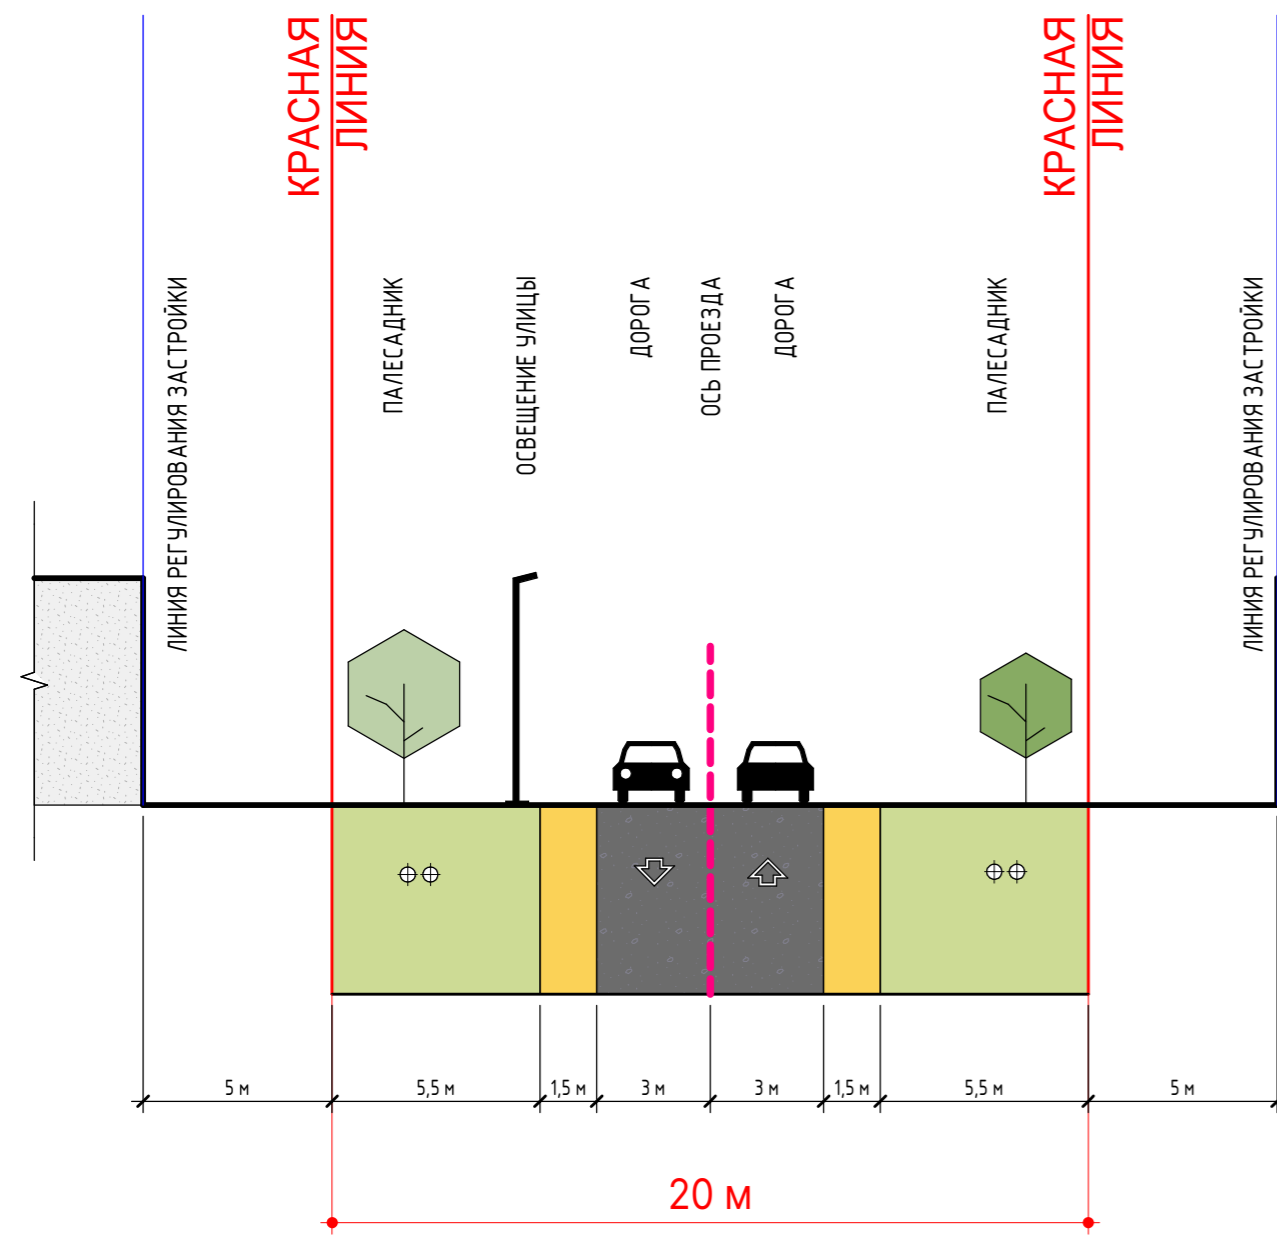 КРАСНАЯ
ЛИНИЯ
КРАСНАЯ
ЛИНИЯ
ЛИНИЯ РЕГУЛИРОВАНИЯ ЗАСТРОЙКИ
ПАЛЕСАДНИК
ОСВЕЩЕНИЕ УЛИЦЫ
ДОРОГА
ОСЬ ПРОЕЗДА
ДОРОГА
ПАЛЕСАДНИК
ЛИНИЯ РЕГУЛИРОВАНИЯ ЗАСТРОЙКИ
5 м 5,5 м 1,5 м 3 м 3 м 1,5 м 5,5 м 5 м
20 м